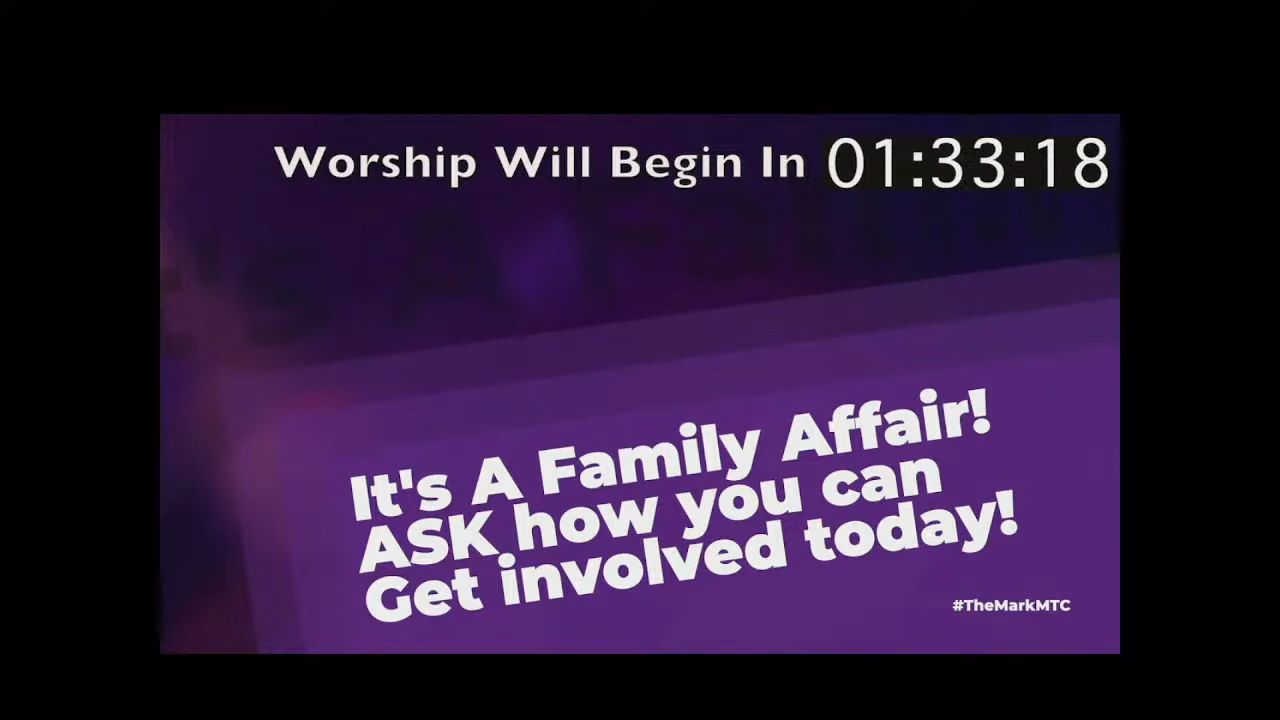 Worship Will Begin In 01:33:18
It's A Family Affair!
ASK how you can
Get involved today!
#TheMarkMTC